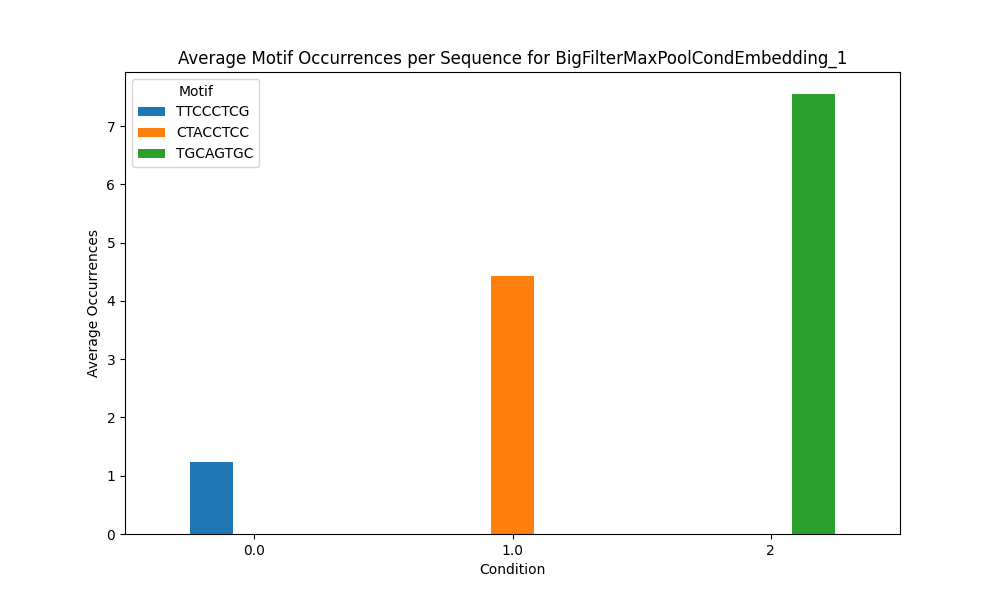 Average Motif Occurrences per Sequence for BigFilterMaxPoolCondEmbedding_1
Motif
TTCCCTCG
CTACCTCC
TGCAGTGC
Average Occurrences
7
6
5
4
3
2
1
0
0.0
1.0
2
Condition